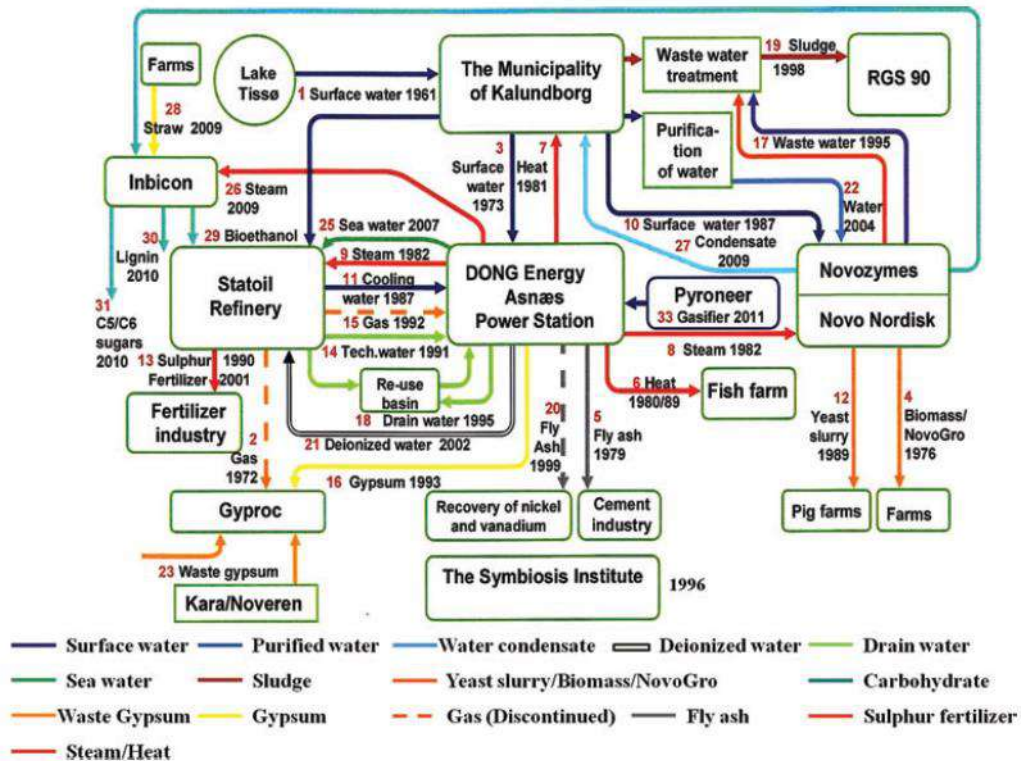 Farms
Lake
Tissø
The Municipality
of Kalundborg
Waste water
treatment
19 Sludge
1998
RGS 90
1 Surface water 1961
28
Straw 2009
3
Surface
water
1973
7
Heat
1981
Purifica-
tion
of water
17 Waste water 1995
Inbicon
26 Steam
2009
22
Water
2004
10 Surface water 1987
27
Condensate
2009
30
Lignin
2010
29 Bioethanol
25 Sea water 2007
9 Steam 1982
11 Cooling
water 1987
15 Gas 1992
14 Tech.water 1991
Statoil
Refinery
DONG Energy
Asnæs
Power Station
Pyroneer
33 Gasifier 2011
Novozymes
Novo Nordisk
8 Steam 1982
31
C5/C6
sugars
2010
13 Sulphur 1990
Fertilizer 2001
Fertilizer
industry
Re-use
basin
18 Drain water 1995
21 Deionized water 2002
6 Heat
1980/89
Fish farm
2
Gas
1972
16 Gypsum 1993
20
Fly
Ash
1999
5
Fly ash
1979
12
Yeast
slurry
1989
4
Biomass/
NovoGro
1976
Gyproc
Recovery of nickel
and vanadium
Cement
industry
Pig farms
Farms
23 Waste gypsum
Kara/Noveren
The Symbiosis Institute
1996
Surface water
Purified water
Water condensate
Deionized water
Drain water
Sea water
Sludge
Yeast slurry/Biomass/NovoGro
Carbohydrate
Waste Gypsum
Gypsum
Gas (Discontinued)
Fly ash
Sulphur fertilizer
Steam/Heat